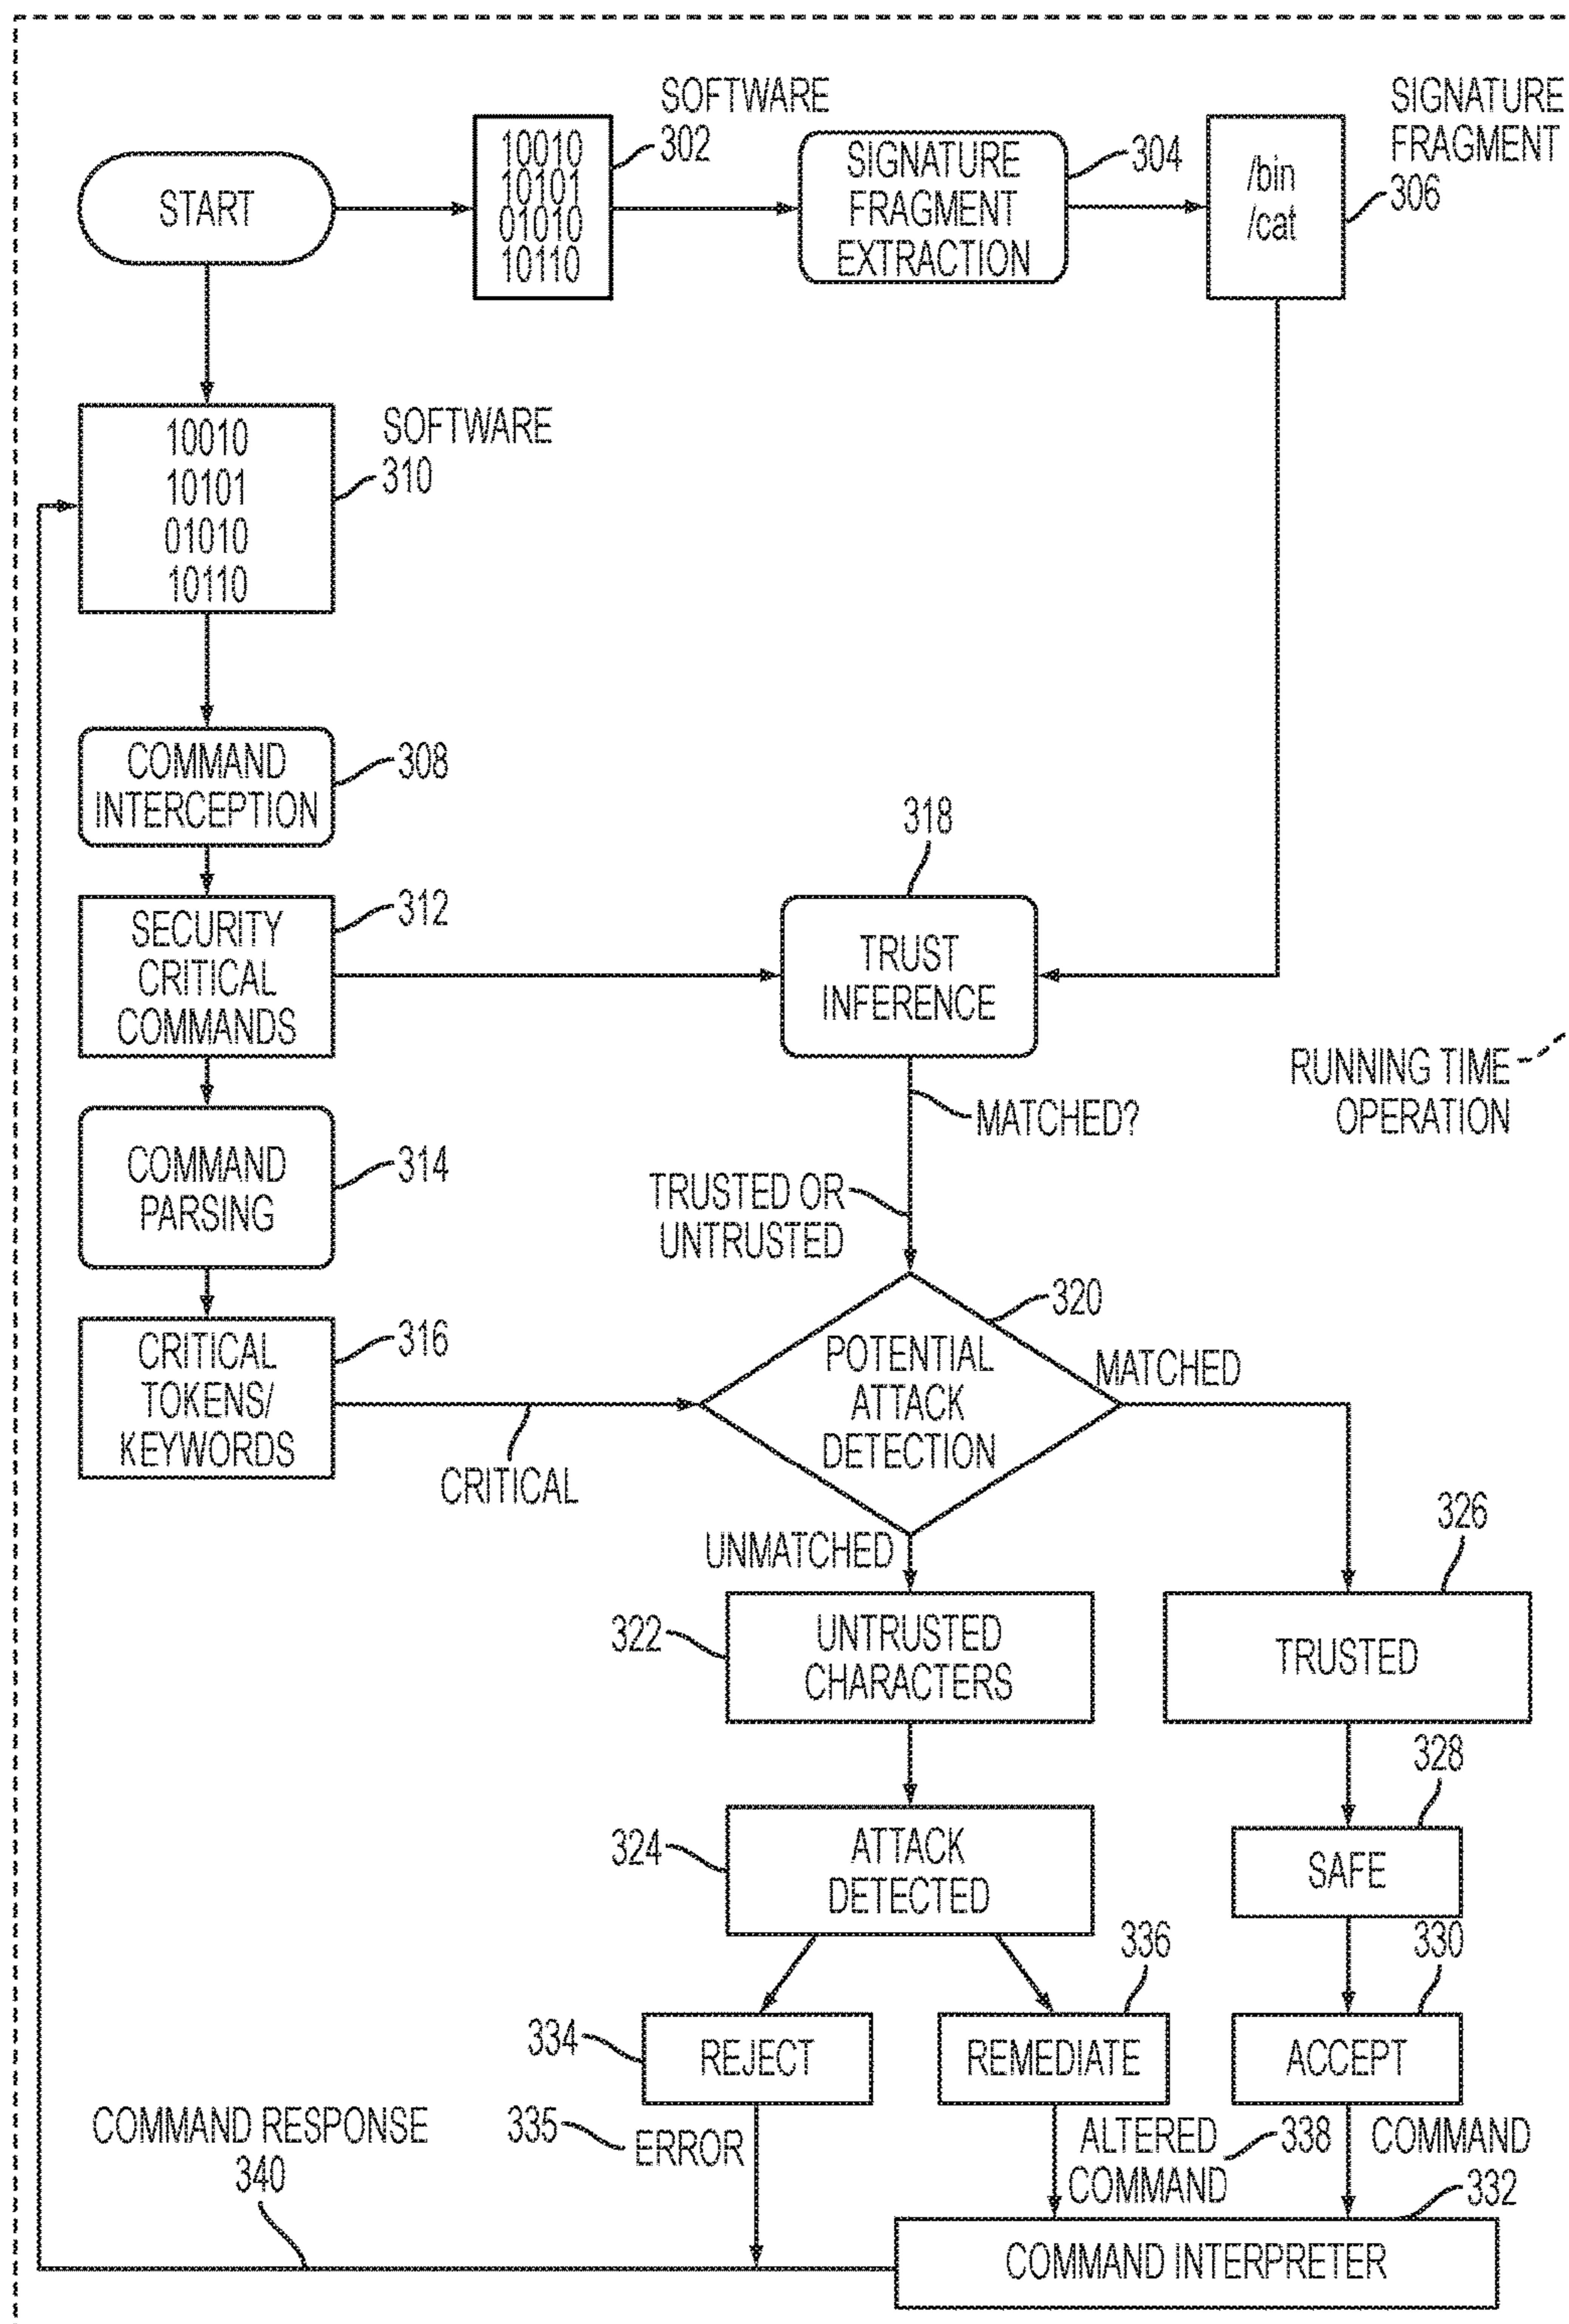 START
10010
10101
01010
10110
SOFTWARE
302
SIGNATURE
FRAGMENT
EXTRACTION
304
/bin
/cat
SIGNATURE
FRAGMENT
306
10010
10101
01010
10110
SOFTWARE
310
COMMAND
INTERCEPTION
308
SECURITY
CRITICAL
COMMANDS
312
318
TRUST
INFERENCE
RUNNING TIME
OPERATION
MATCHED?
COMMAND
PARSING
314
TRUSTED OR
UNTRUSTED
CRITICAL
TOKENS/
KEYWORDS
316
CRITICAL
320
POTENTIAL
ATTACK
DETECTION
MATCHED
UNMATCHED
326
322
UNTRUSTED
CHARACTERS
TRUSTED
328
324
ATTACK
DETECTED
SAFE
336
330
334
REJECT
REMEDIATE
ACCEPT
335
ERROR
ALTERED
COMMAND
338
COMMAND
332
COMMAND RESPONSE
340
COMMAND INTERPRETER